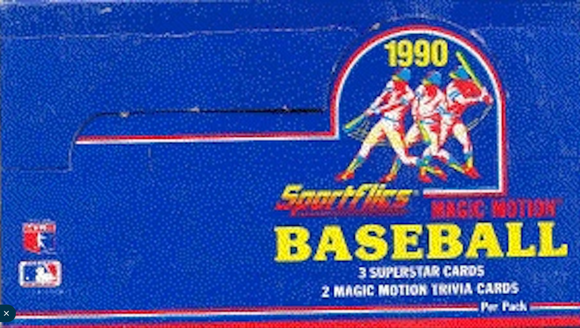 1990
Sportflics
MAGIC MOTION
BASEBALL
3 SUPERSTAR CARDS
2 MAGIC MOTION TRIVIA CARDS
Per Pack